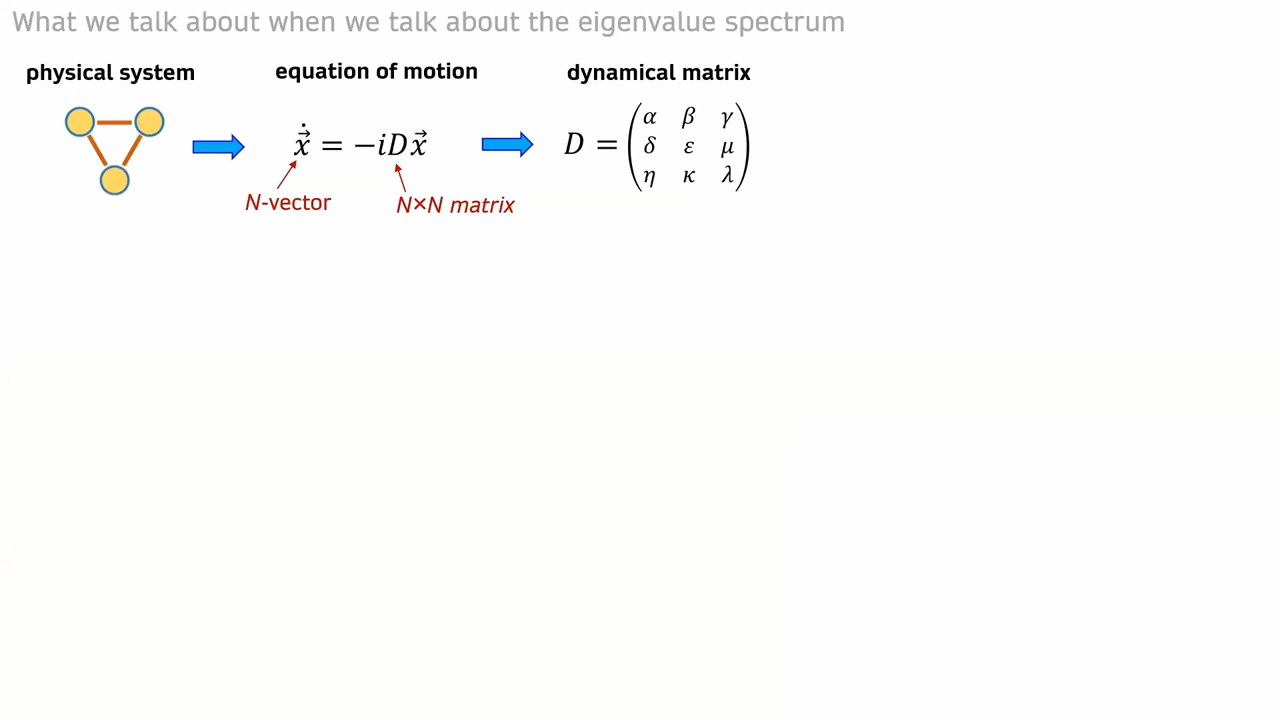 What we talk about when we talk about the eigenvalue spectrum
physical system
equation of motion
dynamical matrix
ẋ⃗ = −iDx⃗
N-vector
N×N matrix
D = (α β γ
δ ε μ
η κ λ)